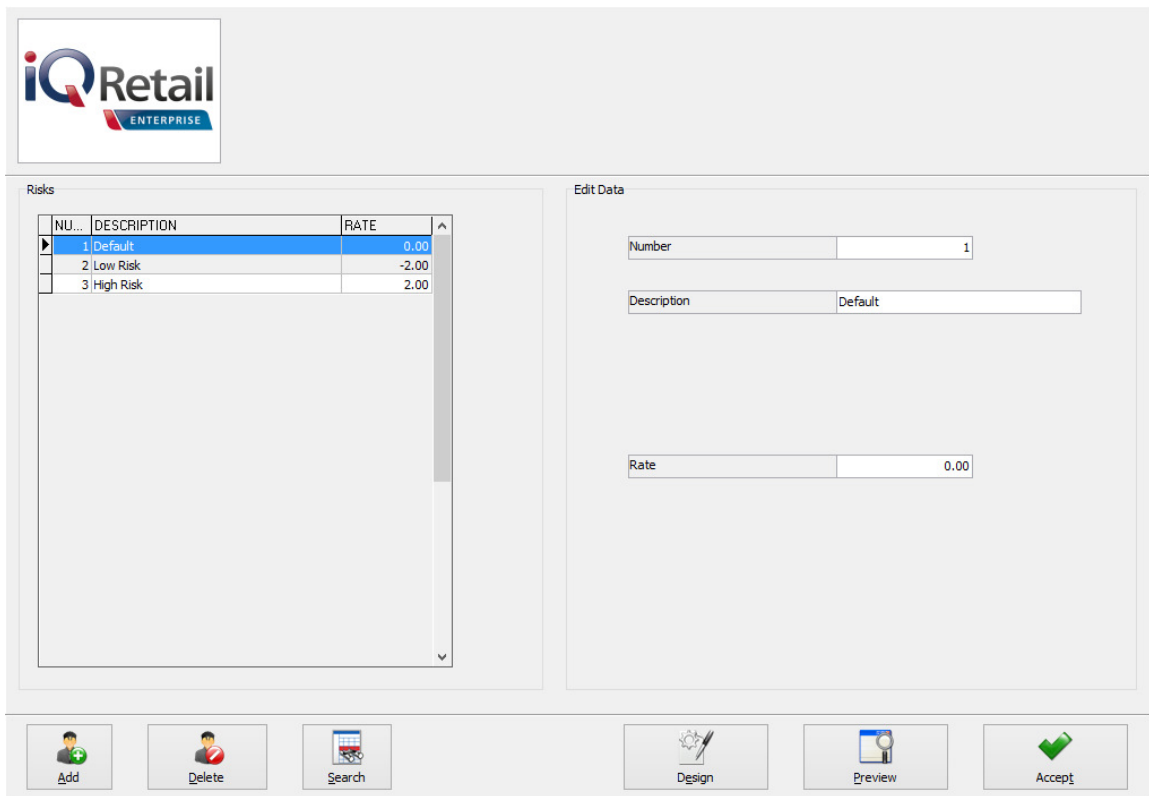 iQ Retail
ENTERPRISE
Risks
NU... DESCRIPTION RATE
1 Default 0.00
2 Low Risk -2.00
3 High Risk 2.00
Edit Data
Number 1
Description Default
Rate 0.00
Add Delete Search Design Preview Accept